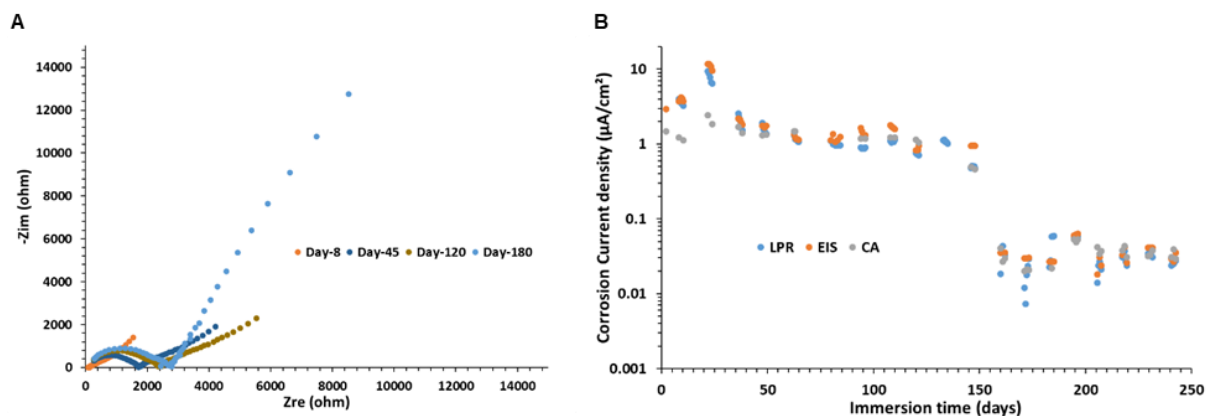 A
-Zim (ohm)
14000
12000
10000
8000
6000
4000
2000
0
0 2000 4000 6000 8000 10000 12000 14000
Zre (ohm)
Day-8 Day-45 Day-120 Day-180
B
Corrosion Current density (µA/cm²)
10
1
0.1
0.01
0.001
0 50 100 150 200 250
Immersion time (days)
LPR EIS CA